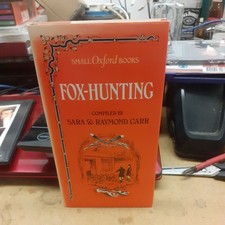 SMALL Oxford BOOKS
FOX-HUNTING
COMPILED BY
SARA & RAYMOND CARR